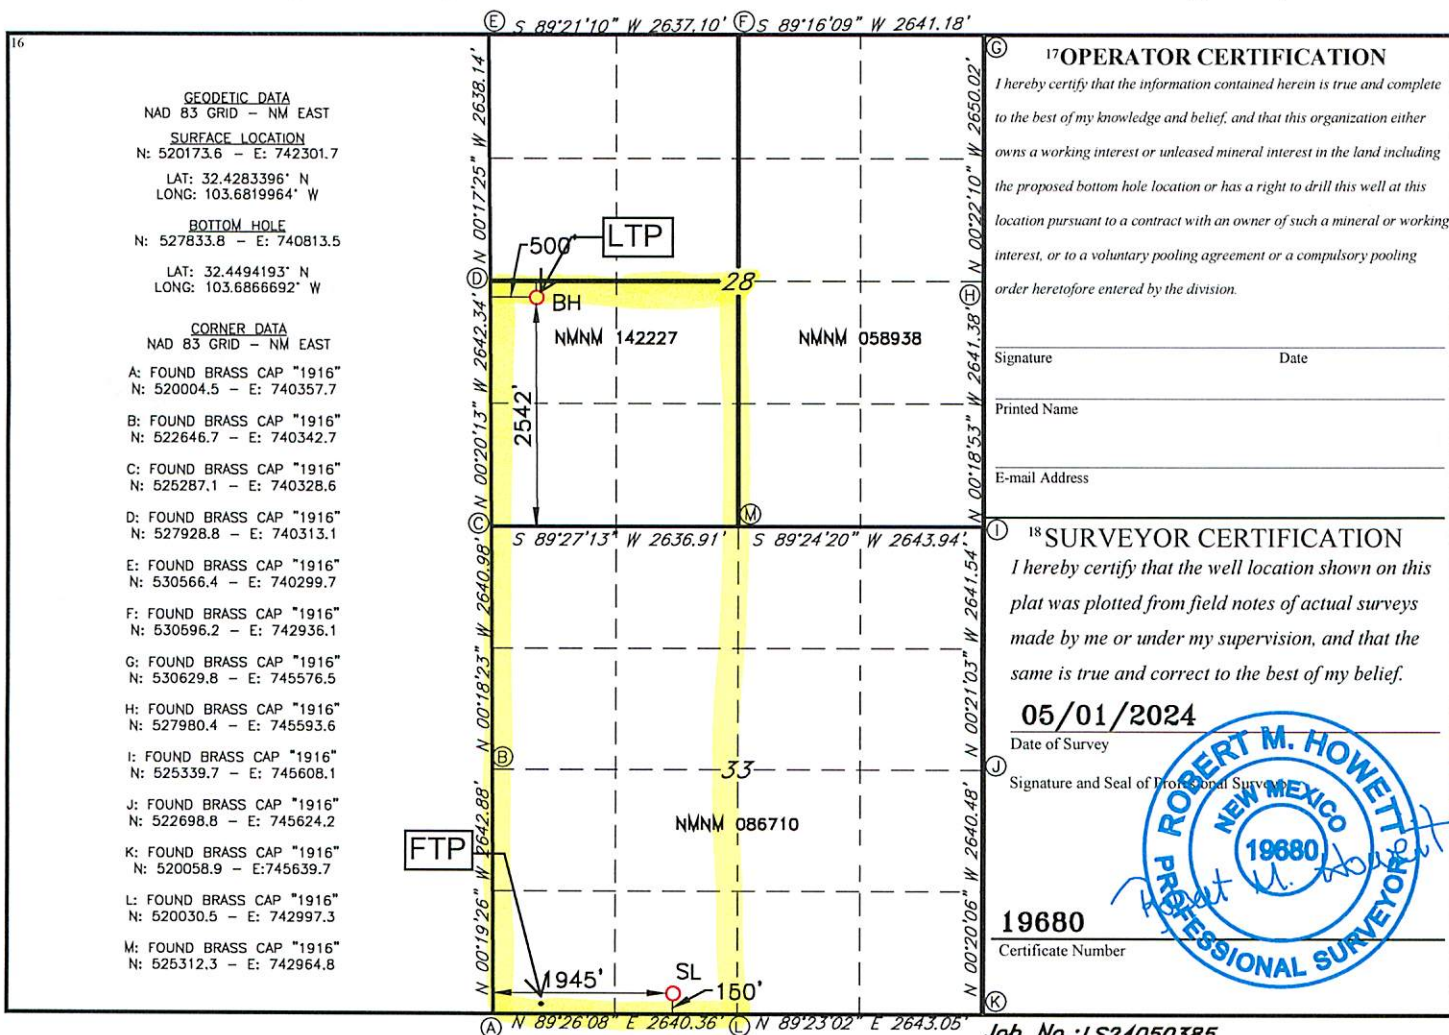 Ⓔ S 89°21'10" W 2637.10' Ⓕ S 89°16'09" W 2641.18'
16
GEODETIC DATA
NAD 83 GRID – NM EAST
SURFACE LOCATION
N: 520173.6 – E: 742301.7
LAT: 32.4283396° N
LONG: 103.6819964° W
BOTTOM HOLE
N: 527833.8 – E: 740813.5
LAT: 32.4494193° N
LONG: 103.6866692° W
CORNER DATA
NAD 83 GRID – NM EAST
A: FOUND BRASS CAP "1916"
N: 520004.5 – E: 740357.7
B: FOUND BRASS CAP "1916"
N: 522646.7 – E: 740342.7
C: FOUND BRASS CAP "1916"
N: 525287.1 – E: 740328.6
D: FOUND BRASS CAP "1916"
N: 527928.8 – E: 740313.1
E: FOUND BRASS CAP "1916"
N: 530566.4 – E: 740299.7
F: FOUND BRASS CAP "1916"
N: 530596.2 – E: 742936.1
G: FOUND BRASS CAP "1916"
N: 530629.8 – E: 745576.5
H: FOUND BRASS CAP "1916"
N: 527980.4 – E: 745593.6
I: FOUND BRASS CAP "1916"
N: 525339.7 – E: 745608.1
J: FOUND BRASS CAP "1916"
N: 522698.8 – E: 745624.2
K: FOUND BRASS CAP "1916"
N: 520058.9 – E:745639.7
L: FOUND BRASS CAP "1916"
N: 520030.5 – E: 742997.3
M: FOUND BRASS CAP "1916"
N: 525312.3 – E: 742964.8
N 00°17'25" W 2638.14'
N 00°22'10" W 2650.02'
Ⓖ
500'
LTP
Ⓓ
28
Ⓗ
BH
NMNM 142227
NMNM 058938
N 00°20'13" W 2642.34'
2542'
N 00°18'53" W 2641.38'
Ⓒ
Ⓜ
Ⓘ
S 89°27'13" W 2636.91'
S 89°24'20" W 2643.94'
N 00°18'23" W 2640.98'
N 00°21'03" W 2641.54'
Ⓑ
33
Ⓙ
NMNM 086710
FTP
N 00°19'26" W 2642.88'
N 00°20'06" W 2640.48'
1945'
SL
150'
Ⓚ
Ⓐ N 89°26'08" E 2640.36' Ⓛ N 89°23'02" E 2643.05'
17 OPERATOR CERTIFICATION
I hereby certify that the information contained herein is true and complete
to the best of my knowledge and belief, and that this organization either
owns a working interest or unleased mineral interest in the land including
the proposed bottom hole location or has a right to drill this well at this
location pursuant to a contract with an owner of such a mineral or working
interest, or to a voluntary pooling agreement or a compulsory pooling
order heretofore entered by the division.
Signature Date
Printed Name
E-mail Address
18 SURVEYOR CERTIFICATION
I hereby certify that the well location shown on this
plat was plotted from field notes of actual surveys
made by me or under my supervision, and that the
same is true and correct to the best of my belief.
05/01/2024
Date of Survey
Signature and Seal of Professional Surveyor
ROBERT M. HOWETT
NEW MEXICO
19680
PROFESSIONAL SURVEYOR
Robert M. Howett
19680
Certificate Number
Job No.: LS24050385